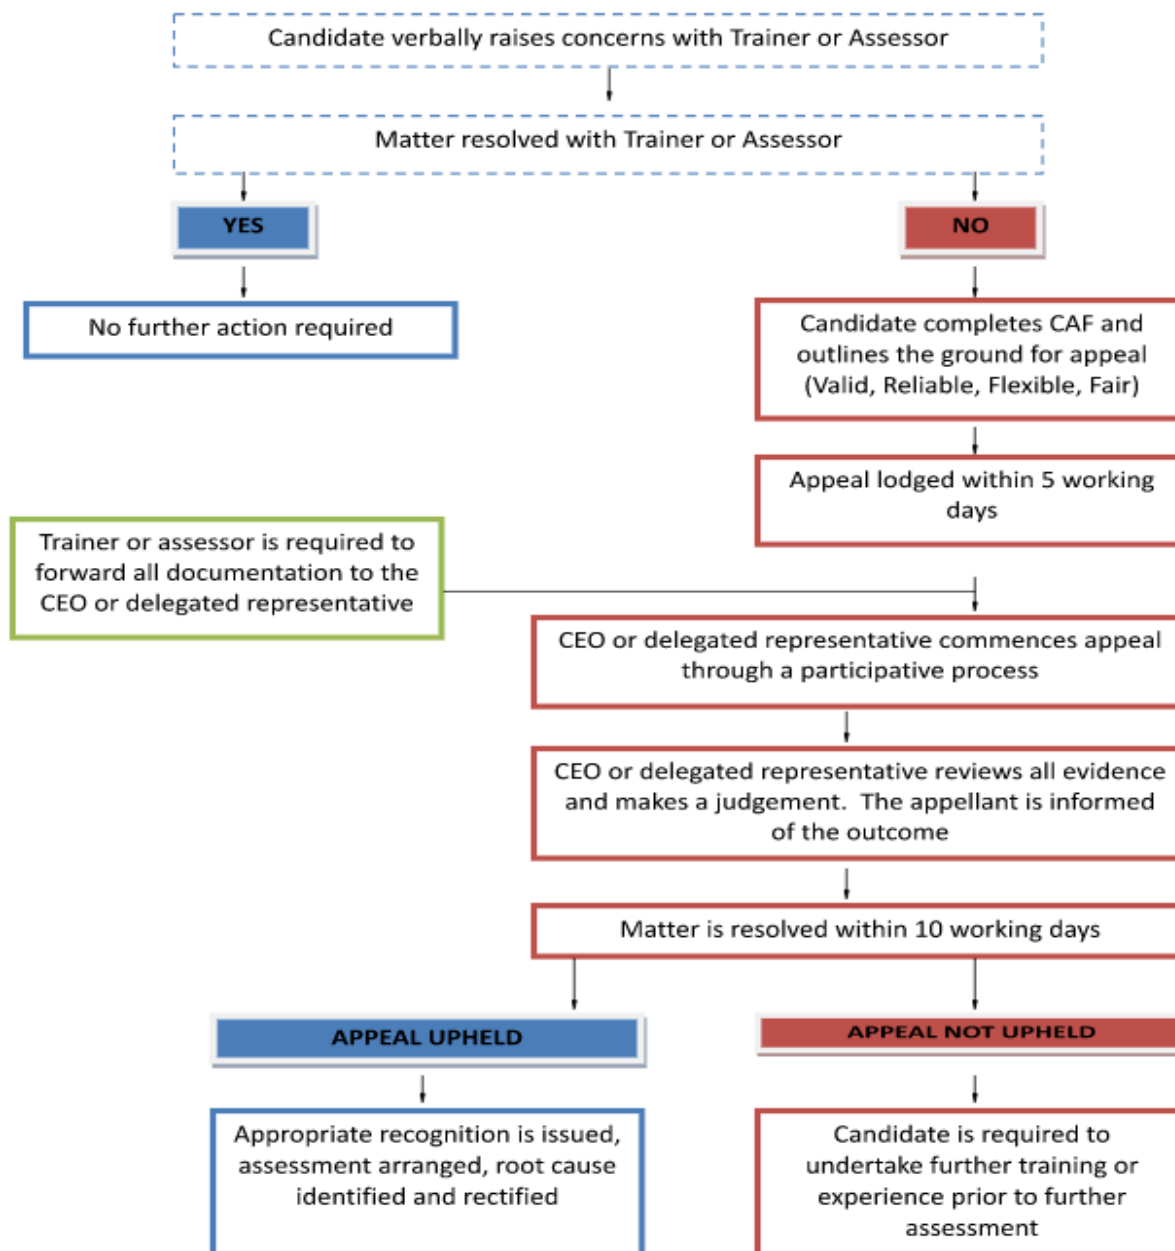 Candidate verbally raises concerns with Trainer or Assessor
Matter resolved with Trainer or Assessor
YES
NO
No further action required
Candidate completes CAF and
outlines the ground for appeal
(Valid, Reliable, Flexible, Fair)
Appeal lodged within 5 working
days
Trainer or assessor is required to
forward all documentation to the
CEO or delegated representative
CEO or delegated representative commences appeal
through a participative process
CEO or delegated representative reviews all evidence
and makes a judgement.  The appellant is informed
of the outcome
Matter is resolved within 10 working days
APPEAL UPHELD
APPEAL NOT UPHELD
Appropriate recognition is issued,
assessment arranged, root cause
identified and rectified
Candidate is required to
undertake further training or
experience prior to further
assessment